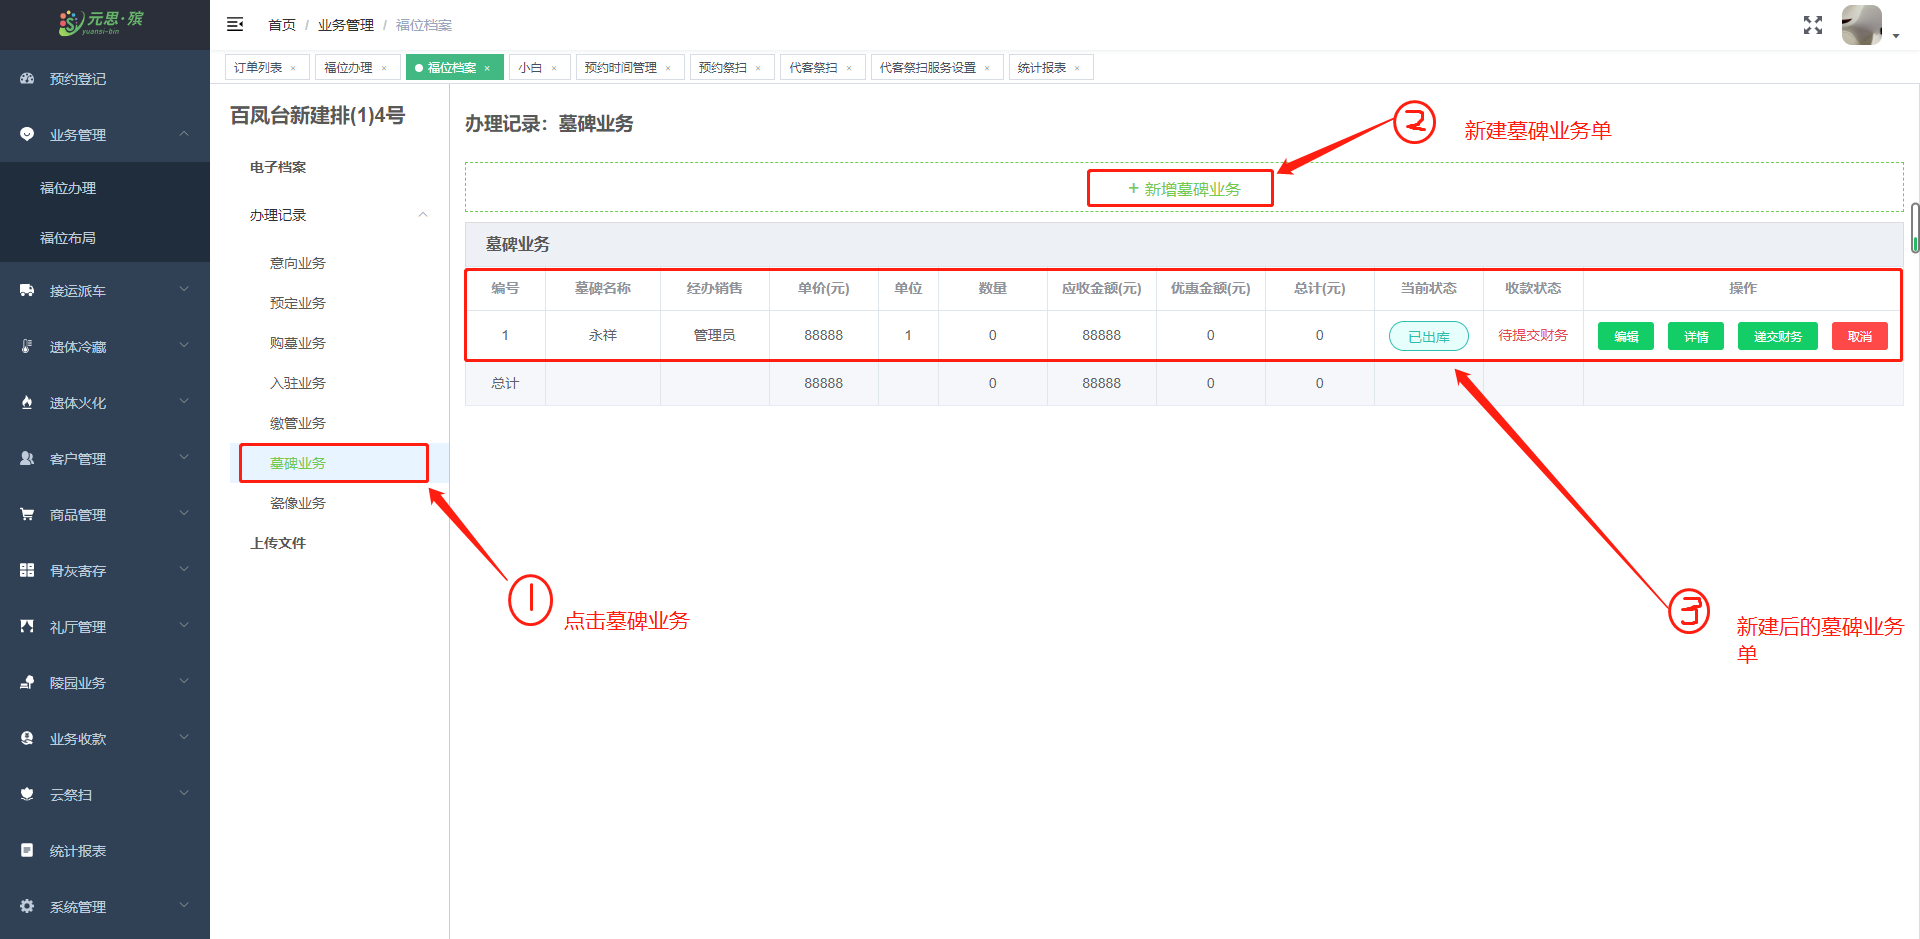 元思·殡
yuansi-bin
预约登记
业务管理
福位办理
福位布局
接运派车
遗体冷藏
遗体火化
客户管理
商品管理
骨灰寄存
礼厅管理
陵园业务
业务收款
云祭扫
统计报表
系统管理
首页 / 业务管理 / 福位档案
订单列表 × 福位办理 × 福位档案 × 小白 × 预约时间管理 × 预约祭扫 × 代客祭扫 × 代客祭扫服务设置 × 统计报表 ×
百凤台新建排(1)4号
电子档案
办理记录
意向业务
预定业务
购墓业务
入驻业务
缴管业务
墓碑业务
瓷像业务
上传文件
办理记录：墓碑业务
+ 新增墓碑业务
墓碑业务
编号 墓碑名称 经办销售 单价(元) 单位 数量 应收金额(元) 优惠金额(元) 总计(元) 当前状态 收款状态 操作
1 永祥 管理员 88888 1 0 88888 0 0 已出库 待提交财务 编辑 详情 递交财务 取消
总计 88888 0 88888 0 0
1 点击墓碑业务
2 新建墓碑业务单
3 新建后的墓碑业务
单